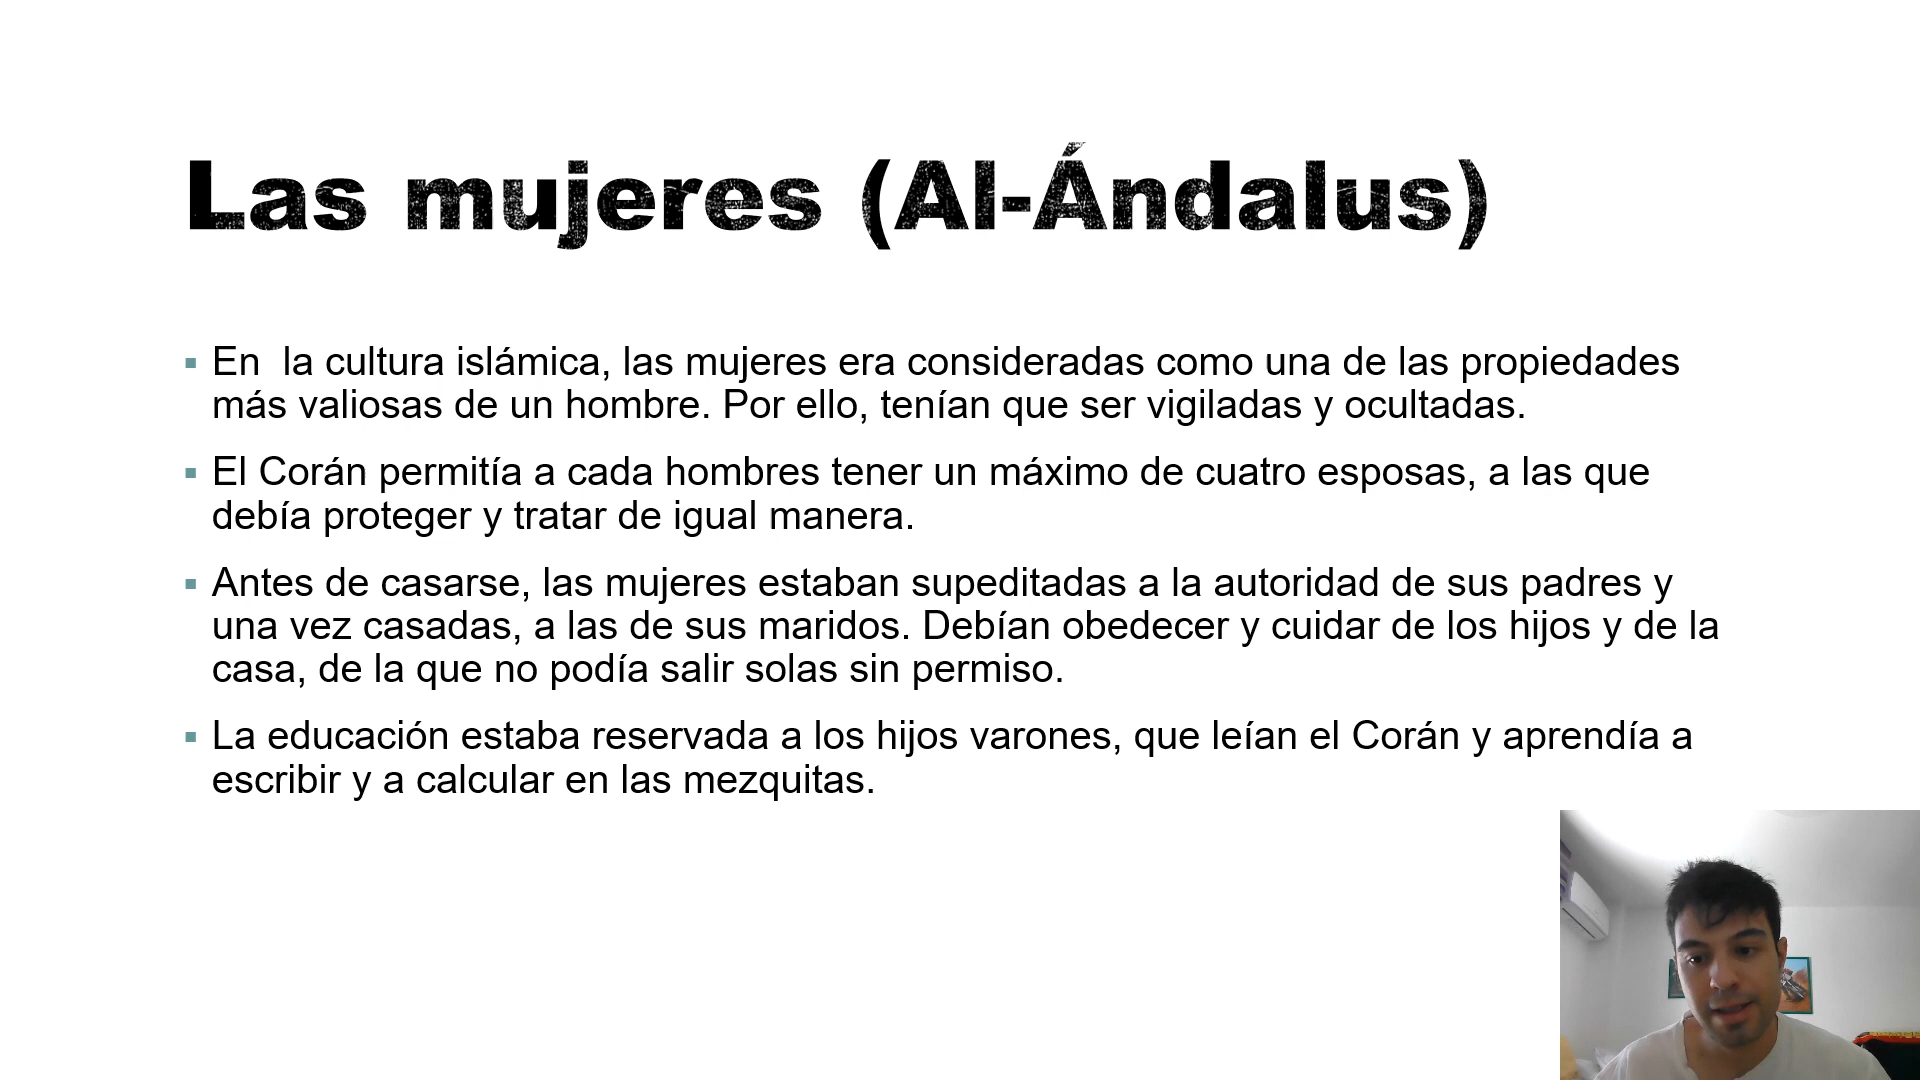 Las mujeres (Al-Ándalus)
▪ En  la cultura islámica, las mujeres era consideradas como una de las propiedades
más valiosas de un hombre. Por ello, tenían que ser vigiladas y ocultadas.
▪ El Corán permitía a cada hombres tener un máximo de cuatro esposas, a las que
debía proteger y tratar de igual manera.
▪ Antes de casarse, las mujeres estaban supeditadas a la autoridad de sus padres y
una vez casadas, a las de sus maridos. Debían obedecer y cuidar de los hijos y de la
casa, de la que no podía salir solas sin permiso.
▪ La educación estaba reservada a los hijos varones, que leían el Corán y aprendía a
escribir y a calcular en las mezquitas.